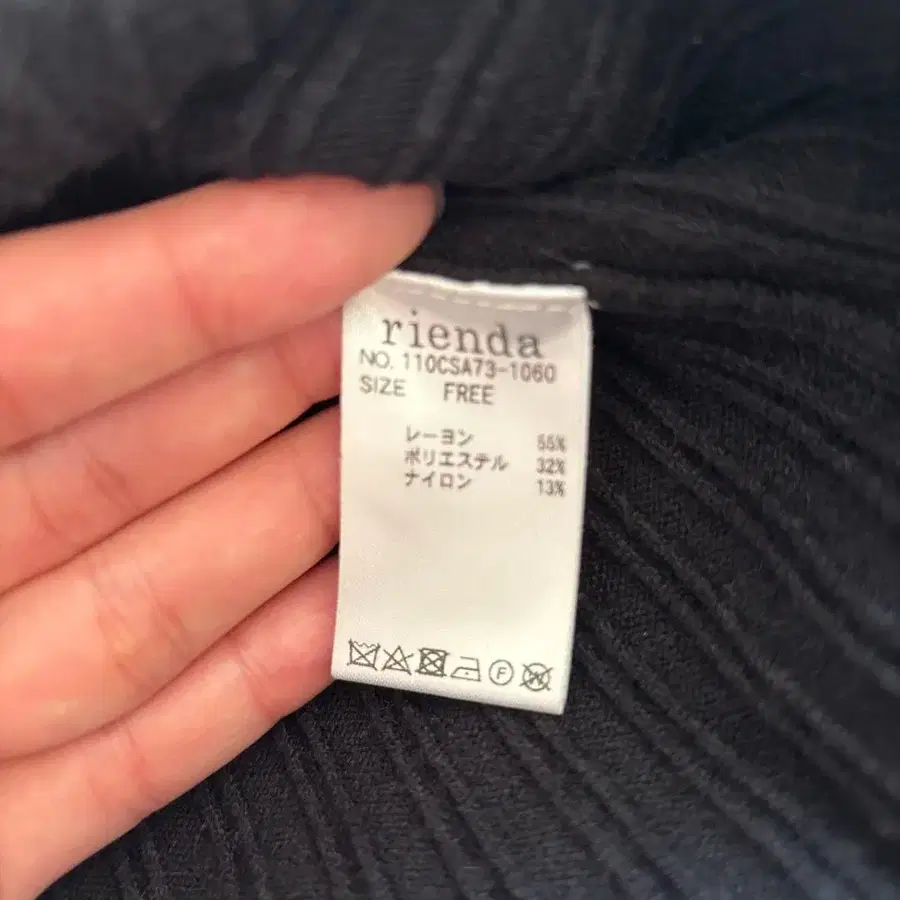 rienda
NO. 110CSA73-1060
SIZE FREE
レーヨン 55%
ポリエステル 32%
ナイロン 13%
F
W